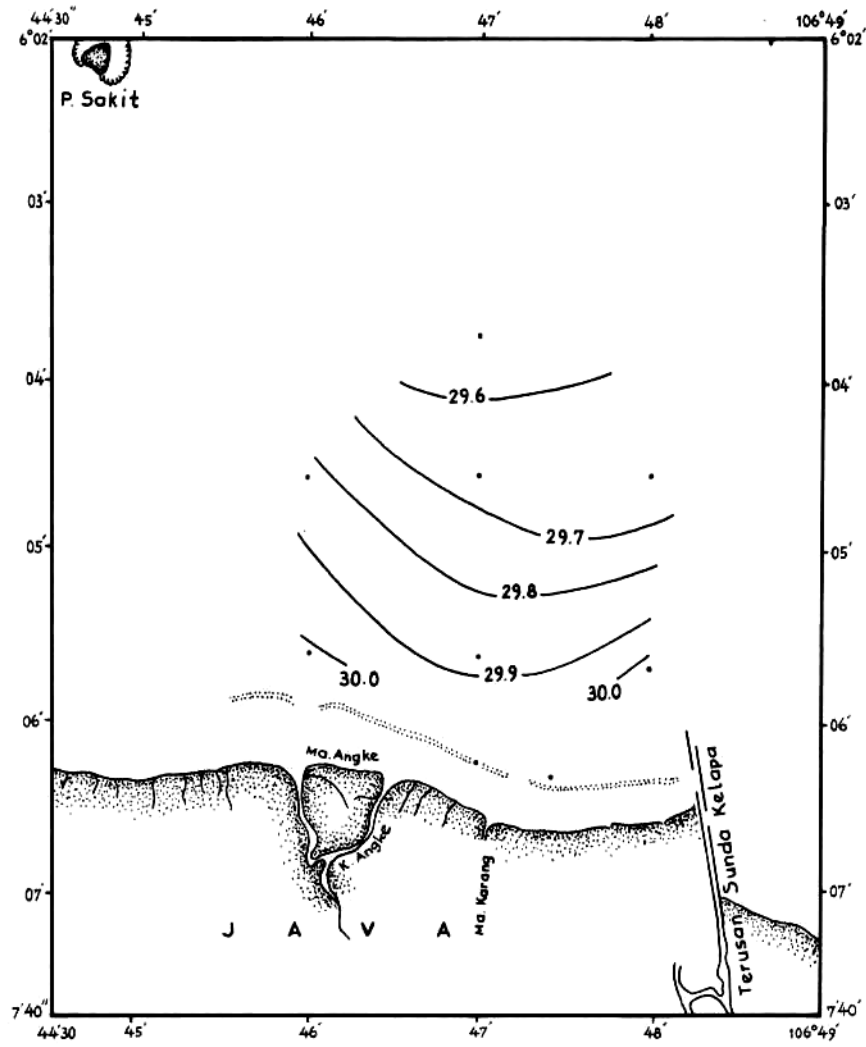 44'30" 45' 46' 47' 48' 106°49'
6°02' 6°02'
P. Sakit
03' 03'
04' 04'
29.6
29.7
05' 05'
29.8
29.9
30.0 30.0
06' 06'
Ma. Angke
K. Angke
Ma. Karang
Terusan Sunda Kelapa
07' 07'
J A V A
7'40" 7'40"
44'30 45' 46' 47' 48' 106°49'